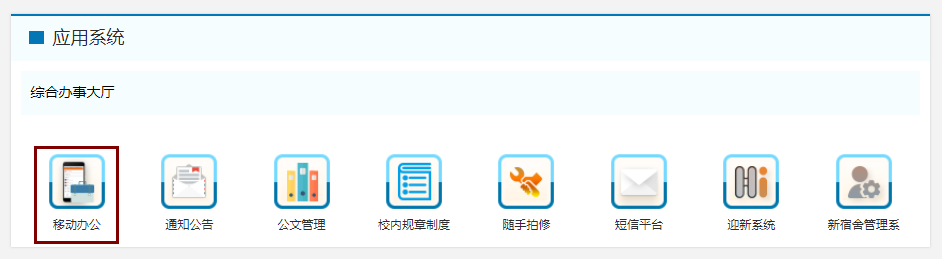 应用系统
综合办事大厅
移动办公 通知公告 公文管理 校内规章制度 随手拍修 短信平台 迎新系统 新宿舍管理系